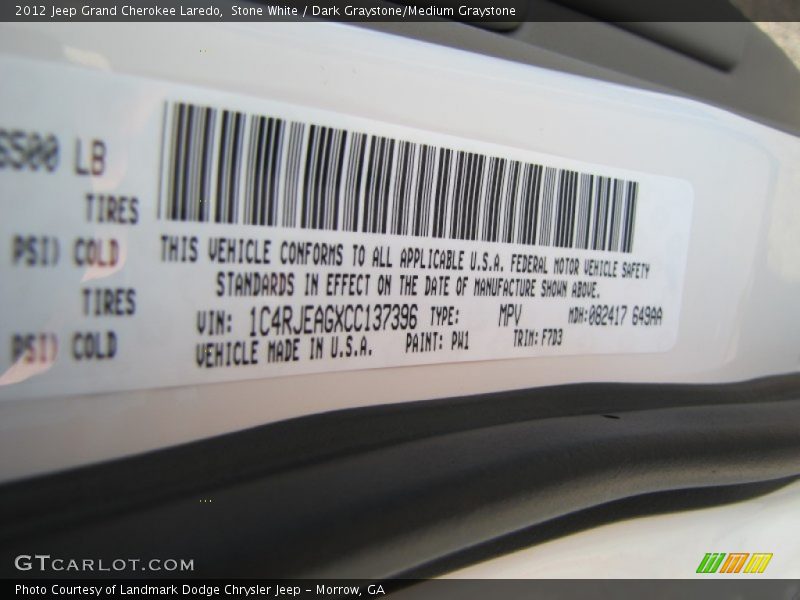 2012 Jeep Grand Cherokee Laredo, Stone White / Dark Graystone/Medium Graystone
6500 LB
TIRES
PSI) COLD
TIRES
PSI) COLD
THIS VEHICLE CONFORMS TO ALL APPLICABLE U.S.A. FEDERAL MOTOR VEHICLE SAFETY
STANDARDS IN EFFECT ON THE DATE OF MANUFACTURE SHOWN ABOVE.
VIN: 1C4RJEAGXCC137396 TYPE: MPV MDH:082417 649AA
VEHICLE MADE IN U.S.A. PAINT: PW1 TRIM: F7D3
GTCARLOT.COM
Photo Courtesy of Landmark Dodge Chrysler Jeep – Morrow, GA